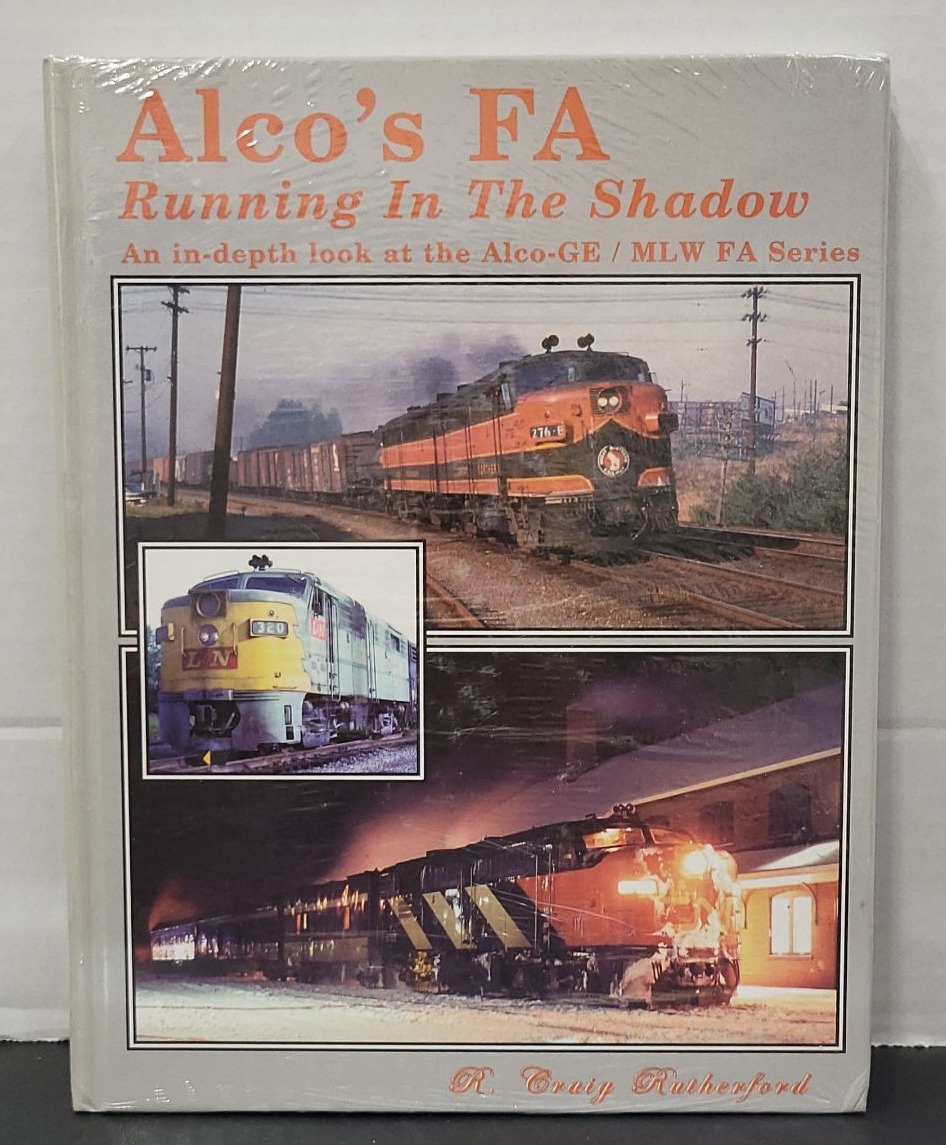 Alco's FA
Running In The Shadow
An in-depth look at the Alco-GE / MLW FA Series
276-B
320
L&N
R. Craig Rutherford